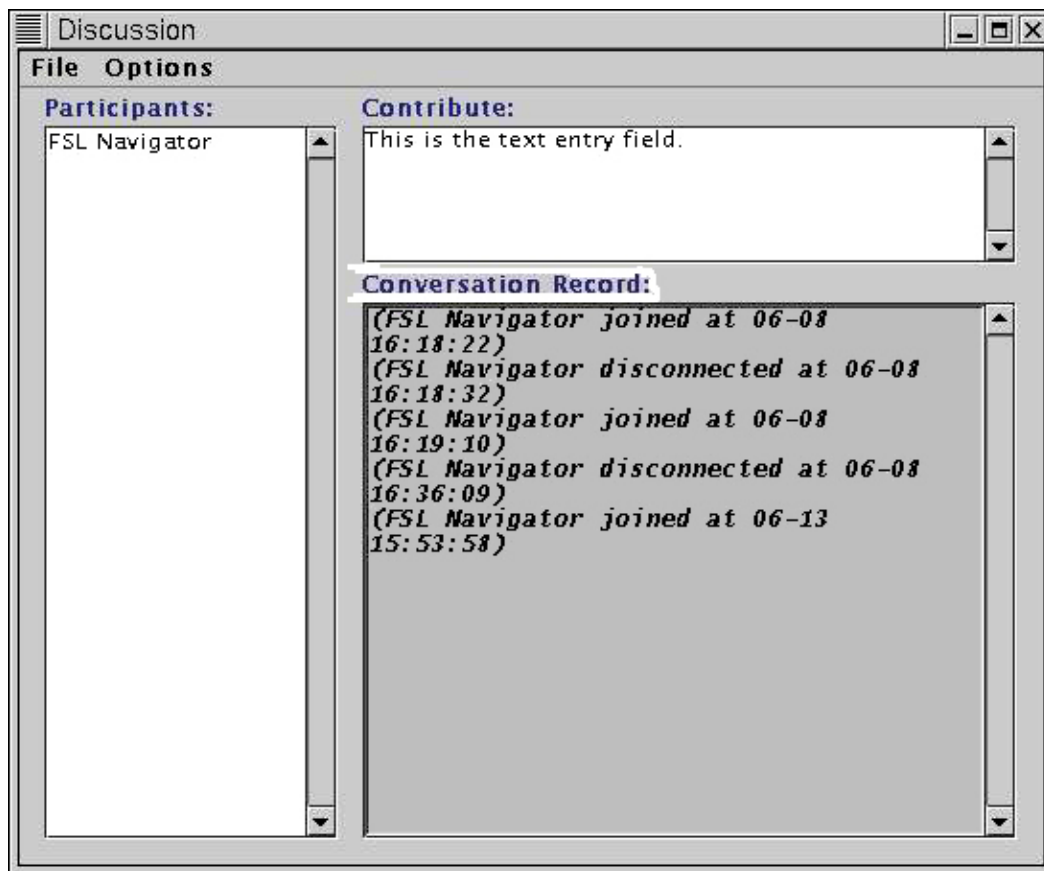 Discussion
File Options
Participants:
FSL Navigator
Contribute:
This is the text entry field.
Conversation Record:
(FSL Navigator joined at 06-08
16:18:22)
(FSL Navigator disconnected at 06-08
16:18:32)
(FSL Navigator joined at 06-08
16:19:10)
(FSL Navigator disconnected at 06-08
16:36:09)
(FSL Navigator joined at 06-13
15:53:58)